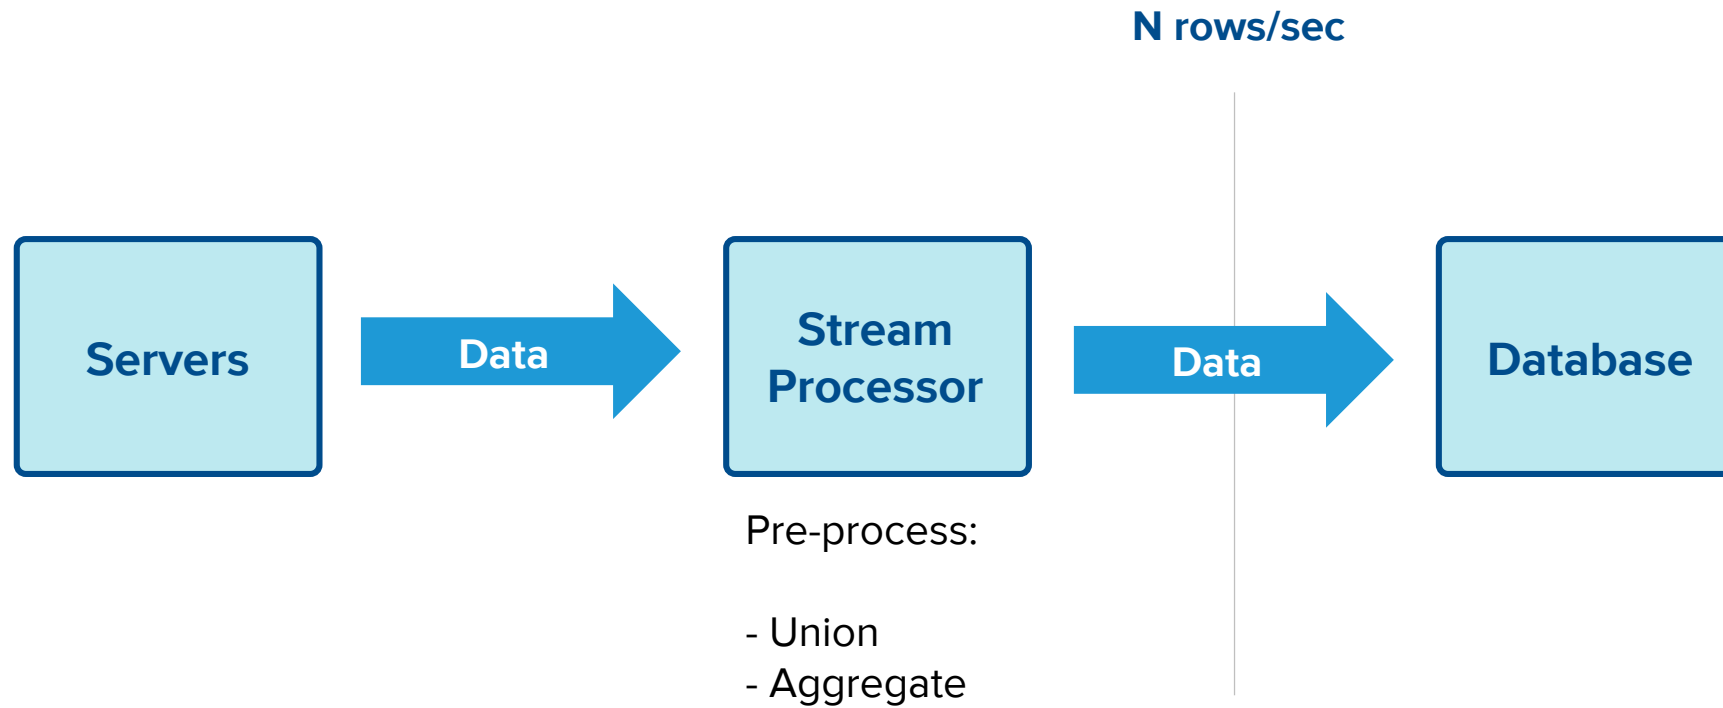 N rows/sec
Servers
Data
Stream
Processor
Data
Database
Pre-process:
- Union
- Aggregate